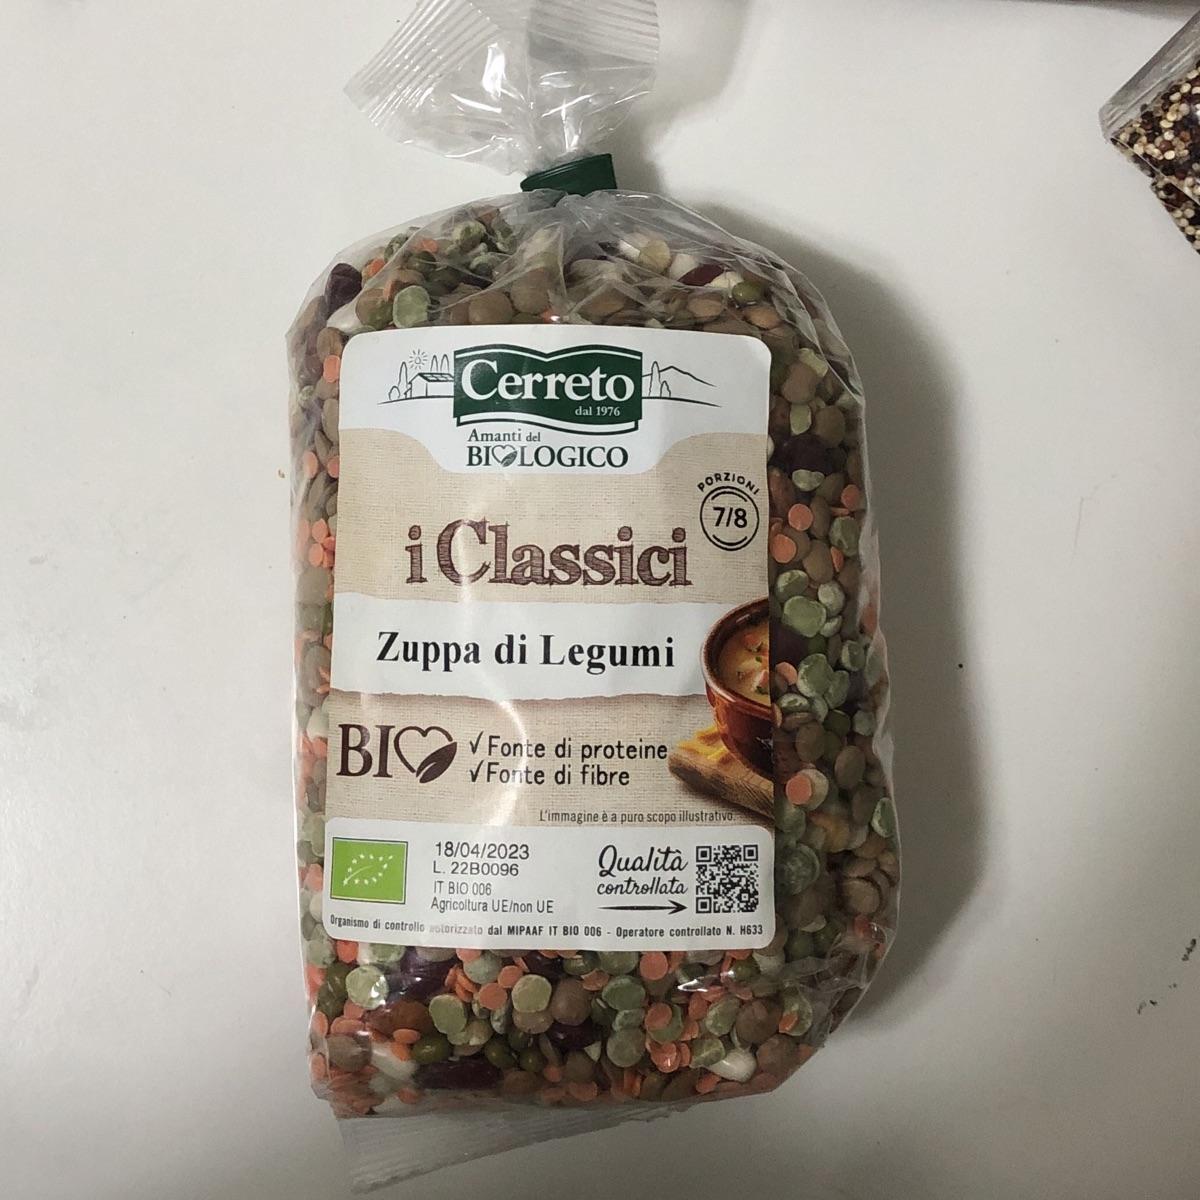 Cerreto
dal 1976
Amanti del
BIOLOGICO
PORZIONI
7/8
i Classici
Zuppa di Legumi
BIO
√ Fonte di proteine
√ Fonte di fibre
L'immagine è a puro scopo illustrativo.
18/04/2023
L. 22B0096
IT BIO 006
Agricoltura UE/non UE
Qualità
controllata
Organismo di controllo autorizzato dal MIPAAF IT BIO 006 - Operatore controllato N. H633